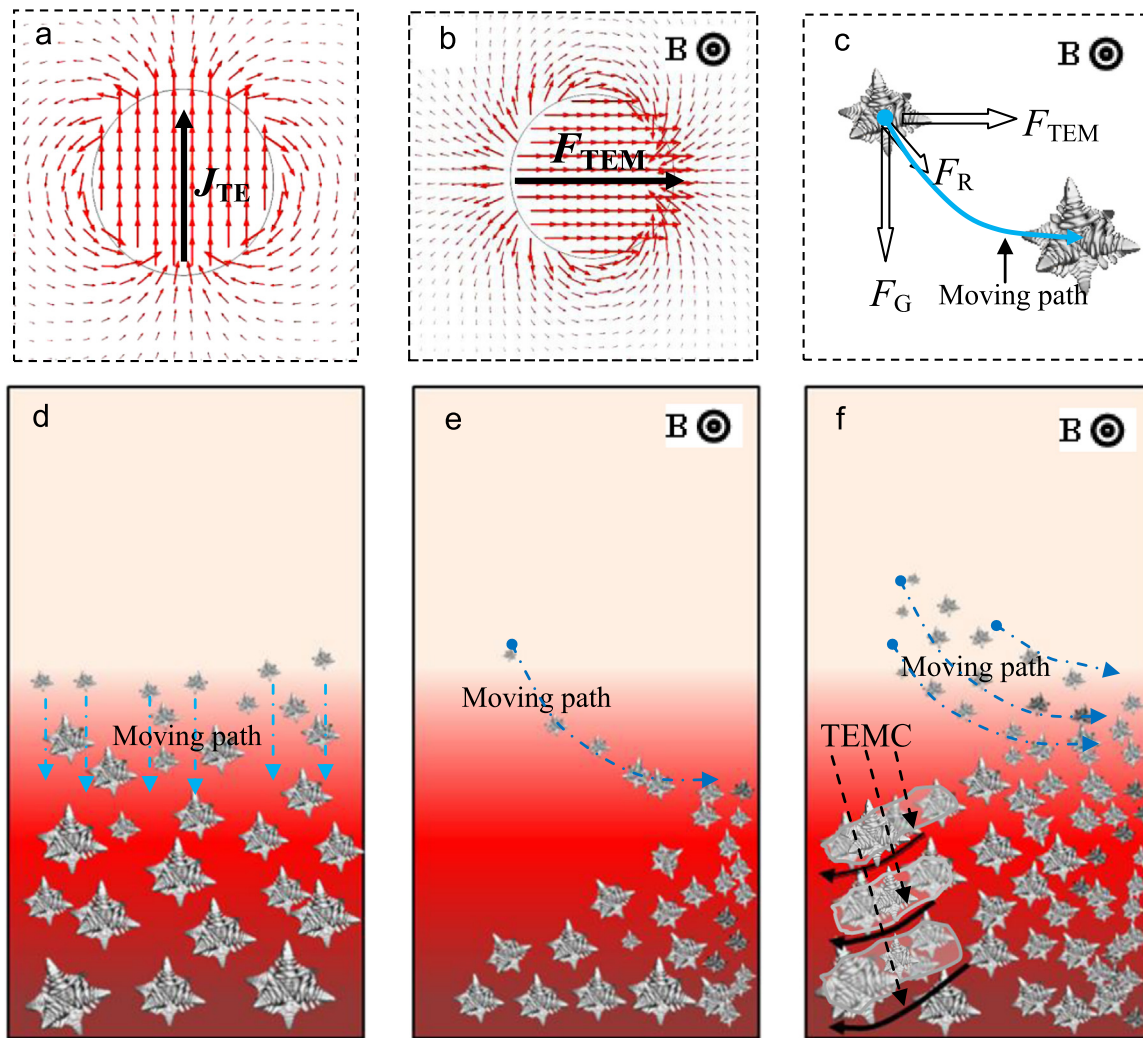 a
J_TE
b
B
F_TEM
c
B
F_TEM
F_R
F_G
Moving path
d
Moving path
e
B
Moving path
f
B
Moving path
TEMC